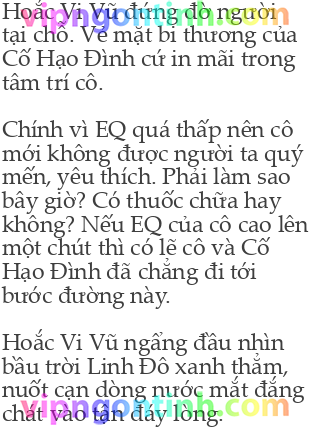 Hoắc Vi Vũ đứng đờ người
tại chỗ. Vẻ mặt bi thương của
Cố Hạo Đình cứ in mãi trong
tâm trí cô.
Chính vì EQ quá thấp nên cô
mới không được người ta quý
mến, yêu thích. Phải làm sao
bây giờ? Có thuốc chữa hay
không? Nếu EQ của cô cao lên
một chút thì có lẽ cô và Cố
Hạo Đình đã chẳng đi tới
bước đường này.
Hoắc Vi Vũ ngẩng đầu nhìn
bầu trời Linh Đô xanh thẳm,
nuốt cạn dòng nước mắt đắng
chát vào tận đáy lòng.
vipngontinh.com
vipngontinh.com